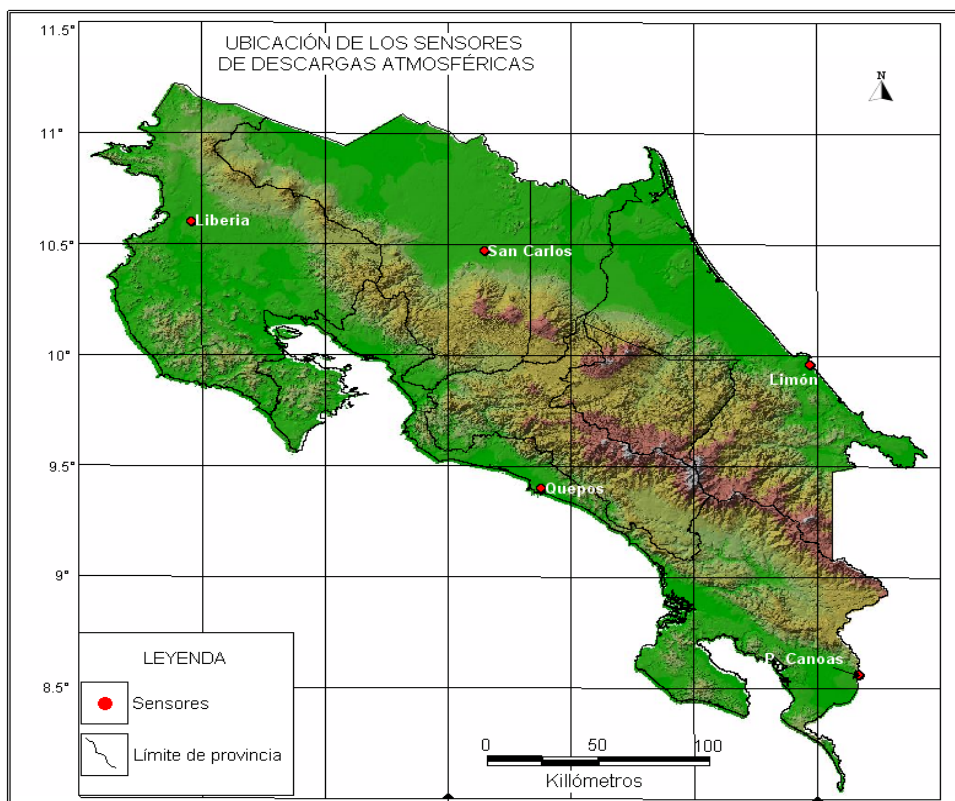 UBICACIÓN DE LOS SENSORES
DE DESCARGAS ATMOSFÉRICAS
N
11.5°
11°
10.5°
10°
9.5°
9°
8.5°
Liberia
San Carlos
Limón
Quepos
P. Canoas
LEYENDA
Sensores
Límite de provincia
0 50 100
Killómetros